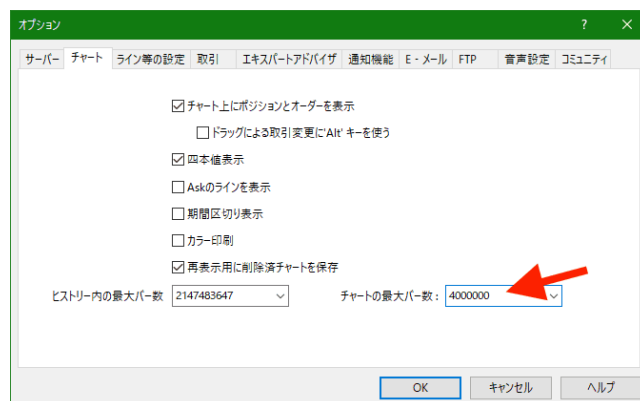 オプション ? ×
サーバー チャート ライン等の設定 取引 エキスパートアドバイザ 通知機能 E - メール FTP 音声設定 コミュニティ
チャート上にポジションとオーダーを表示
ドラッグによる取引変更に'Alt' キーを使う
四本値表示
Askのラインを表示
期間区切り表示
カラー印刷
再表示用に削除済チャートを保存
ヒストリー内の最大バー数 2147483647 チャートの最大バー数 : 4000000
OK キャンセル ヘルプ